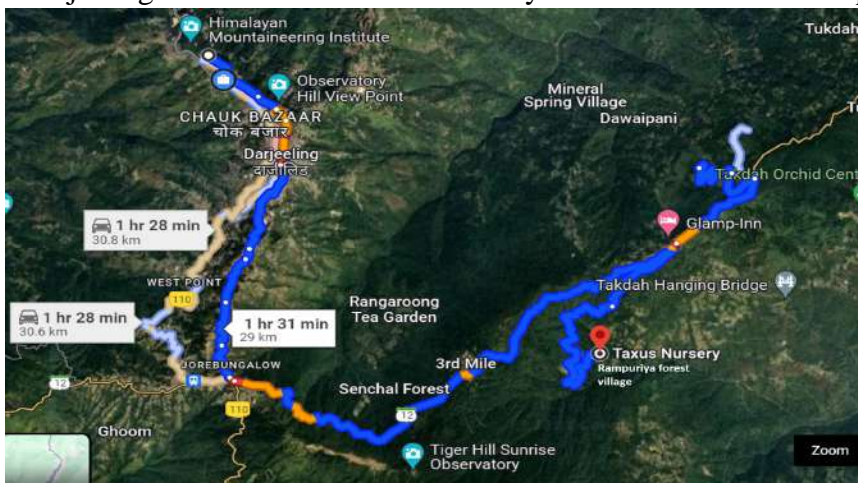 Himalayan
Mountaineering Institute
Tukdah
Observatory
Hill View Point
Mineral
Spring Village
Dawaipani
CHAUK BAZAAR
चोक बजार
Darjeeling
Takdah Orchid Cent
Glamp-Inn
1 hr 28 min
30.8 km
WEST POINT
110
Takdah Hanging Bridge
Rangaroong
Tea Garden
1 hr 28 min
30.6 km
1 hr 31 min
29 km
Taxus Nursery
Rampuriya forest
village
JOREBUNGALOW
3rd Mile
12
Senchal Forest
110
12
Ghoom
Tiger Hill Sunrise
Observatory
Zoom